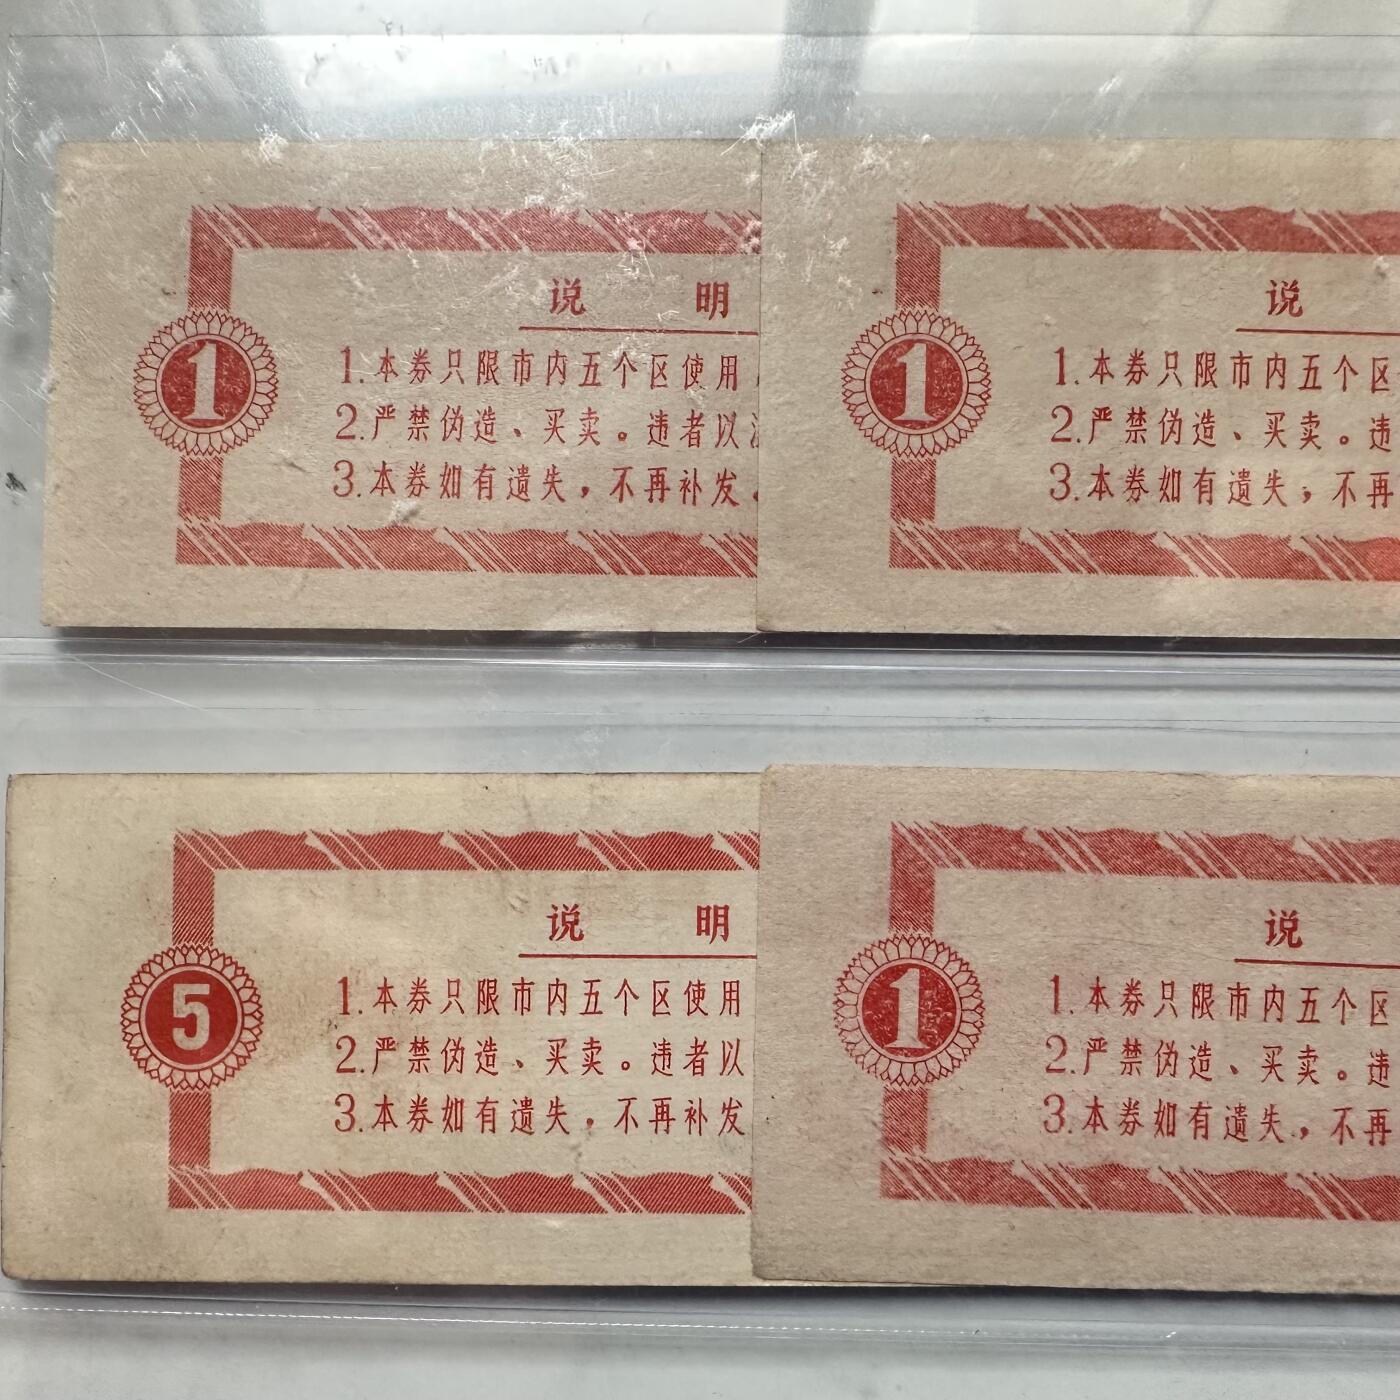 说 明
1
1.本券只限市内五个区使用
2.严禁伪造、买卖。违者以
3.本券如有遗失，不再补发
说
1
1.本券只限市内五个区
2.严禁伪造、买卖。违
3.本券如有遗失，不再
说 明
5
1.本券只限市内五个区使用
2.严禁伪造、买卖。违者以
3.本券如有遗失，不再补发
说
1
1.本券只限市内五个区
2.严禁伪造、买卖。违
3.本券如有遗失，不再